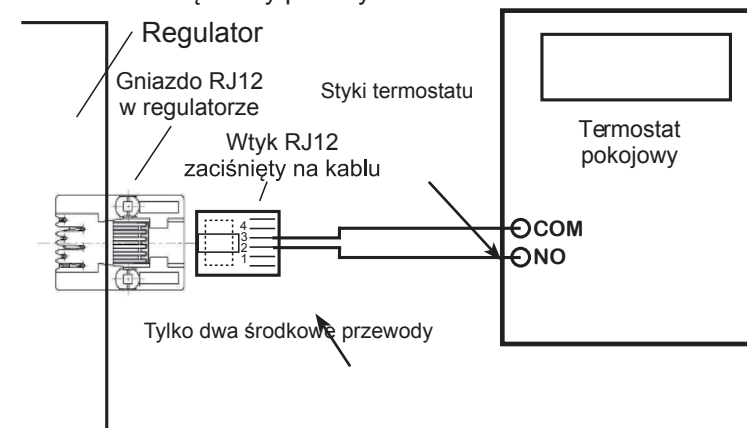 Regulator
Gniazdo RJ12
w regulatorze
Styki termostatu
Wtyk RJ12
zaciśnięty na kablu
Termostat
pokojowy
4
3
2
1
COM
NO
Tylko dwa środkowe przewody